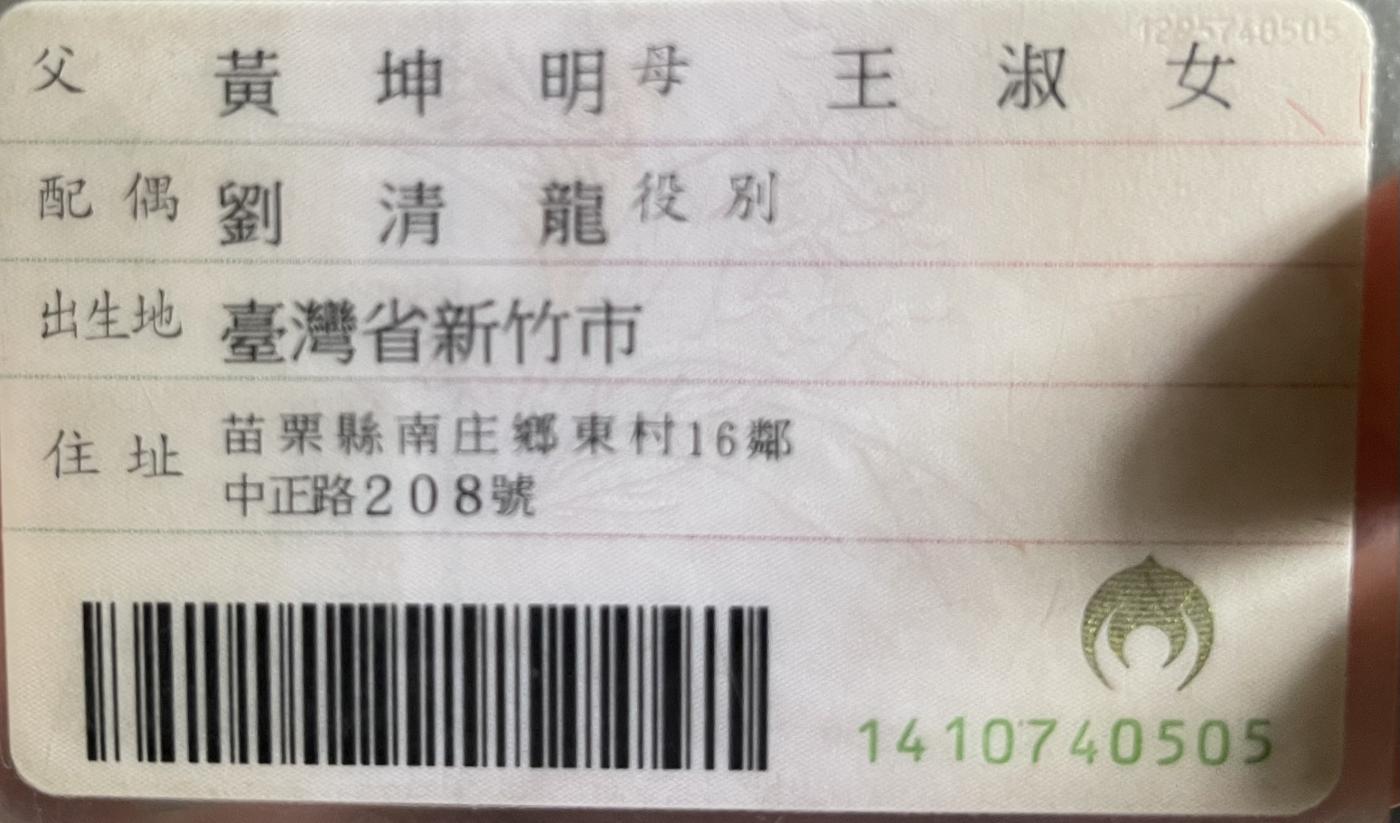 父 黃坤明 母 王淑女
配偶 劉清龍 役別
出生地 臺灣省新竹市
住址 苗栗縣南庄鄉東村16鄰
中正路208號
1410740505